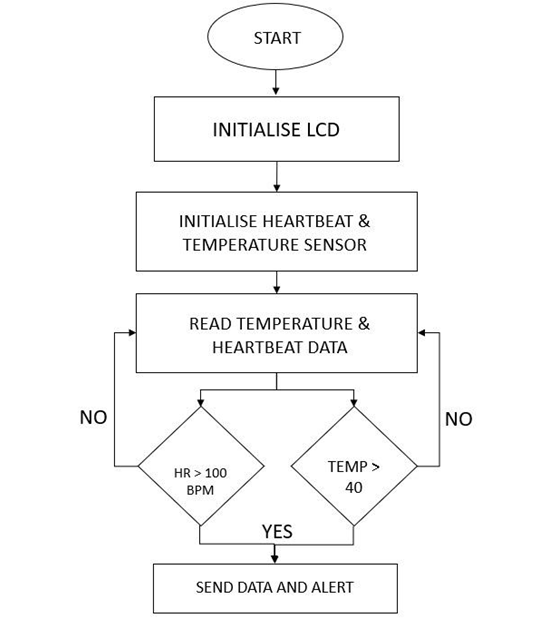 START
INITIALISE LCD
INITIALISE HEARTBEAT &
TEMPERATURE SENSOR
READ TEMPERATURE &
HEARTBEAT DATA
NO
NO
HR > 100
BPM
TEMP >
40
YES
SEND DATA AND ALERT